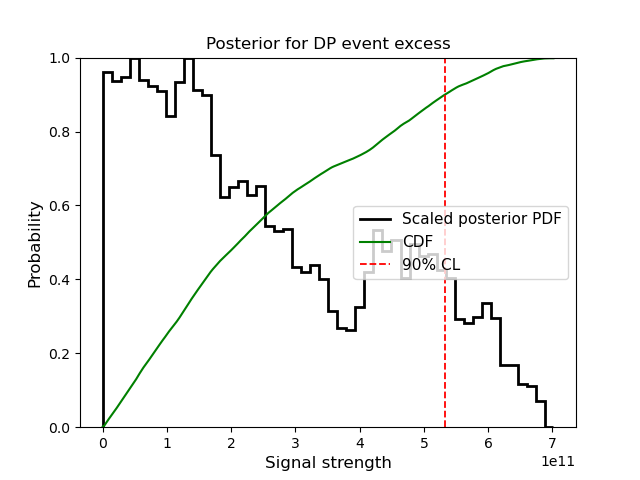 Posterior for DP event excess
1.0
0.8
0.6
0.4
0.2
0.0
Probability
Scaled posterior PDF
CDF
90% CL
0 1 2 3 4 5 6 7
1e11
Signal strength